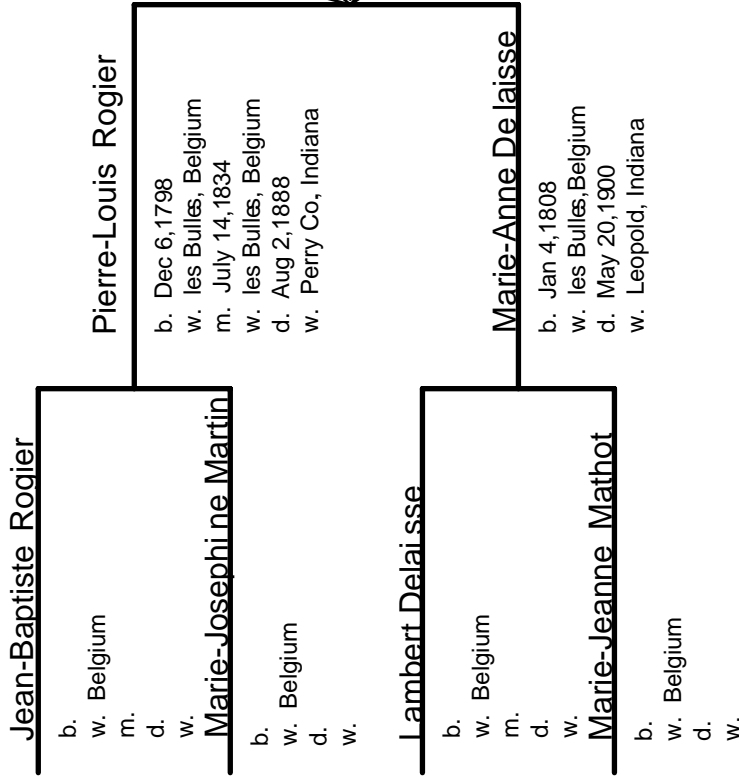 Jean-Baptiste Rogier
b.
w. Belgium
m.
d.
w.
Marie-Josephine Martin
b.
w. Belgium
d.
w.
Lambert Delaisse
b.
w. Belgium
m.
d.
w.
Marie-Jeanne Mathot
b.
w. Belgium
d.
w.
Pierre-Louis Rogier
b. Dec 6,1798
w. les Bulles, Belgium
m. July 14,1834
w. les Bulles, Belgium
d. Aug 2,1888
w. Perry Co, Indiana
Marie-Anne Delaisse
b. Jan 4,1808
w. les Bulles,Belgium
d. May 20,1900
w. Leopold, Indiana